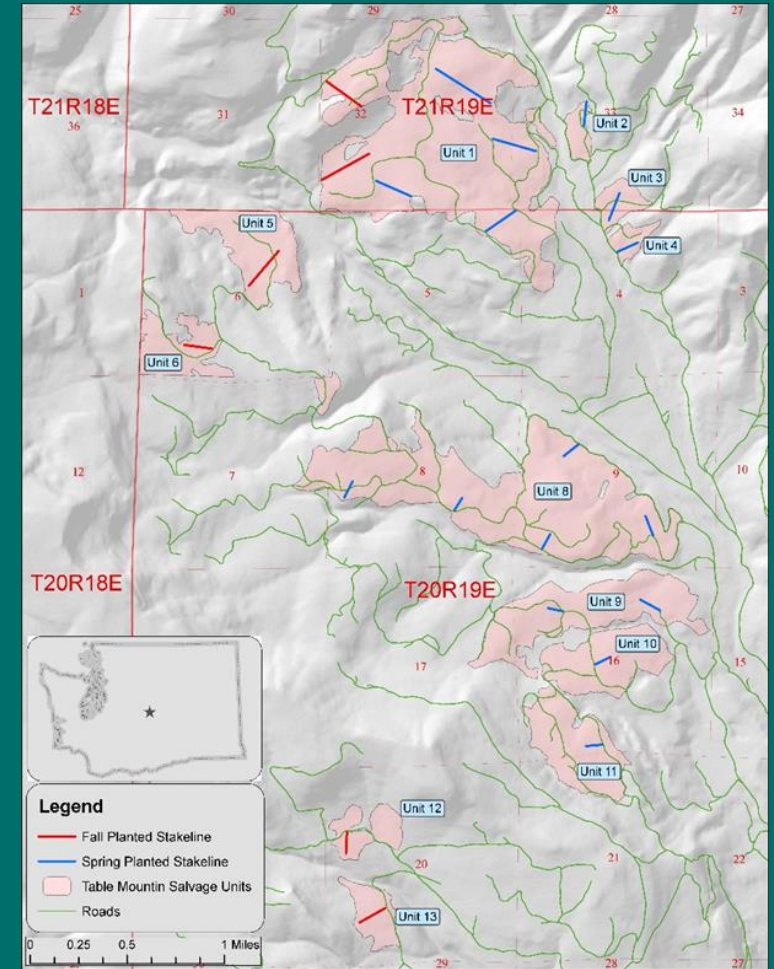 25 29 28 27
T21R18E T21R19E
36 31 32 33 34
Unit 2
Unit 1
Unit 3
Unit 5
Unit 4
1 6 5 4 3
Unit 6
12 7 8 9 10
Unit 8
T20R18E T20R19E
Unit 9
Unit 10
17 16 15
Unit 11
Unit 12
20 21 22
Unit 13
Legend
Fall Planted Stakeline
Spring Planted Stakeline
Table Mountin Salvage Units
Roads
0 0.25 0.5 1 Miles
29 28